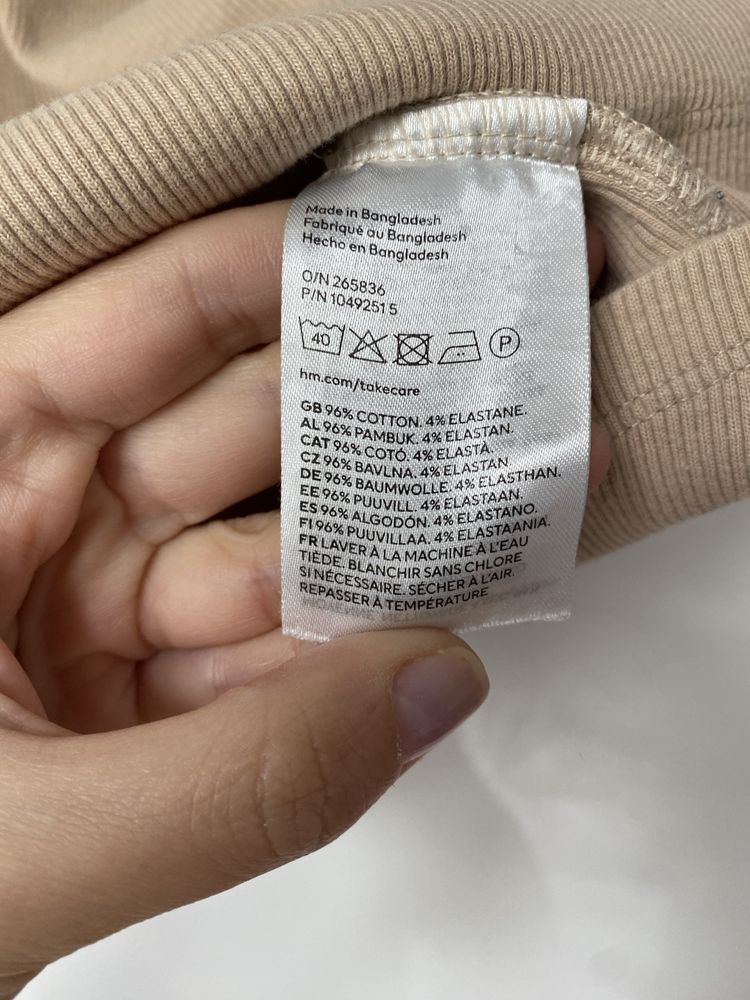 Made in Bangladesh
Fabriqué au Bangladesh
Hecho en Bangladesh
O/N 265836
P/N 10492515
40 P
hm.com/takecare
GB 96% COTTON. 4% ELASTANE.
AL 96% PAMBUK. 4% ELASTAN.
CAT 96% COTÓ. 4% ELASTÀ.
CZ 96% BAVLNA. 4% ELASTAN
DE 96% BAUMWOLLE. 4% ELASTHAN.
EE 96% PUUVILL. 4% ELASTAAN.
ES 96% ALGODÓN. 4% ELASTANO.
FI 96% PUUVILLAA. 4% ELASTAANIA.
FR LAVER À LA MACHINE À L'EAU
TIÈDE. BLANCHIR SANS CHLORE
SI NÉCESSAIRE. SÉCHER À L'AIR.
REPASSER À TEMPÉRATURE